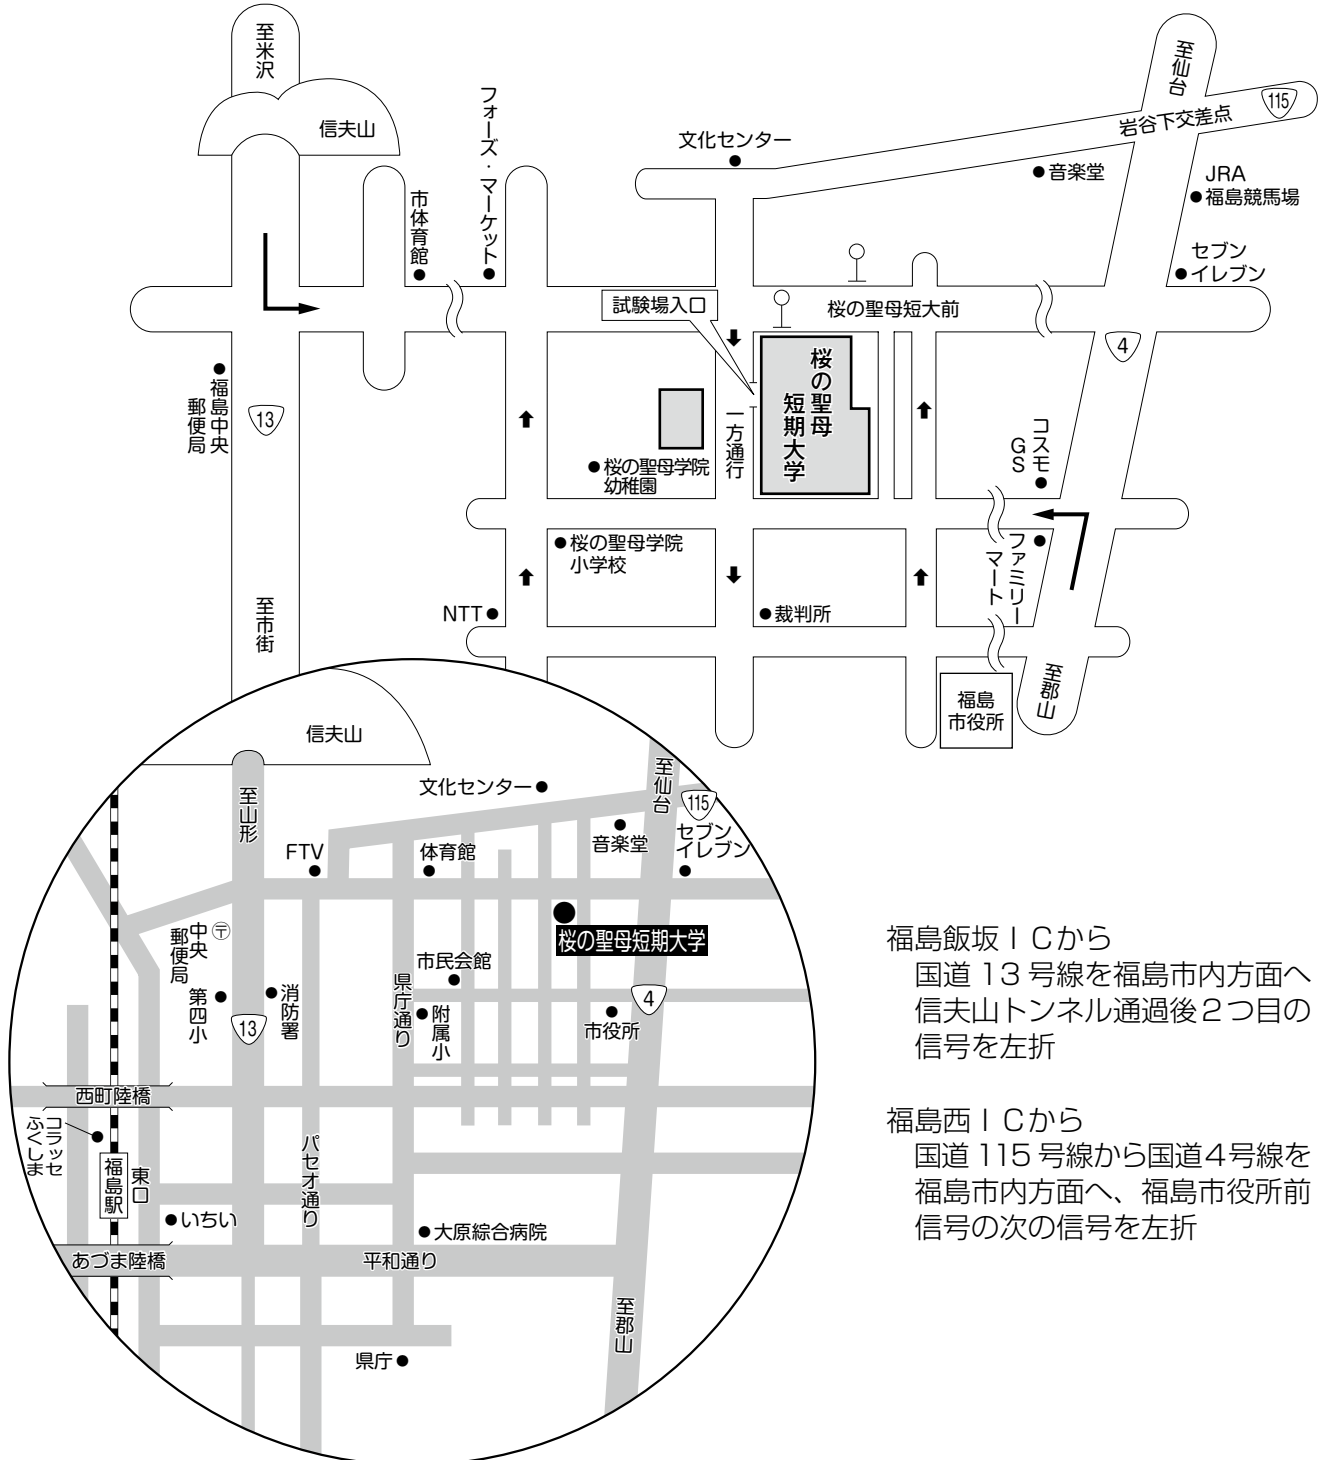 至米沢
信夫山
フォーズ・マーケット
市体育館
文化センター
至仙台
115
岩谷下交差点
音楽堂
JRA
福島競馬場
セブン
イレブン
試験場入口
桜の聖母短大前
4
福島中央
郵便局
13
桜の聖母
短期大学
一方通行
桜の聖母学院
幼稚園
コスモ
GS
桜の聖母学院
小学校
ファミリー
マート
NTT
裁判所
至市街
至郡山
福島
市役所
信夫山
文化センター
至仙台
115
至山形
FTV
体育館
音楽堂
セブン
イレブン
桜の聖母短期大学
中央
郵便局
〒
市民会館
第四小
消防署
13
県庁通り
附属小
4
市役所
西町陸橋
コラッセ
ふくしま
福島駅
東口
パセオ通り
いちい
大原綜合病院
あづま陸橋
平和通り
至郡山
県庁
福島飯坂ＩＣから
国道 13 号線を福島市内方面へ
信夫山トンネル通過後２つ目の
信号を左折
福島西ＩＣから
国道 115 号線から国道４号線を
福島市内方面へ、福島市役所前
信号の次の信号を左折